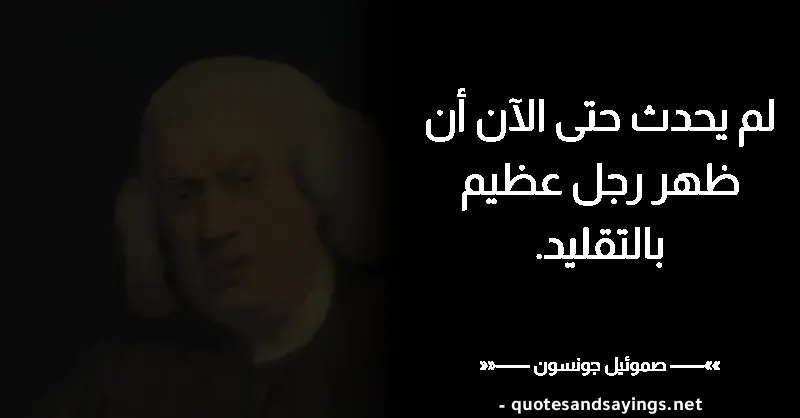 لم يحدث حتى الآن أن
ظهر رجل عظيم
بالتقليد.
»»—— صموئيل جونسون ——««
- quotesandsayings.net